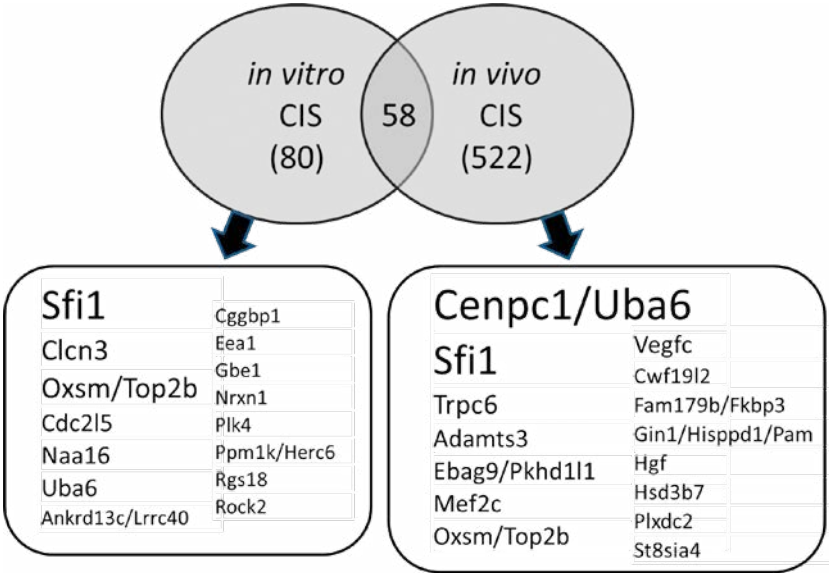 in vitro
CIS
(80)
58
in vivo
CIS
(522)
Sfi1
Clcn3
Oxsm/Top2b
Cdc2l5
Naa16
Uba6
Ankrd13c/Lrrc40
Cggbp1
Eea1
Gbe1
Nrxn1
Plk4
Ppm1k/Herc6
Rgs18
Rock2
Cenpc1/Uba6
Sfi1
Trpc6
Adamts3
Ebag9/Pkhd1l1
Mef2c
Oxsm/Top2b
Vegfc
Cwf19l2
Fam179b/Fkbp3
Gin1/Hisppd1/Pam
Hgf
Hsd3b7
Plxdc2
St8sia4